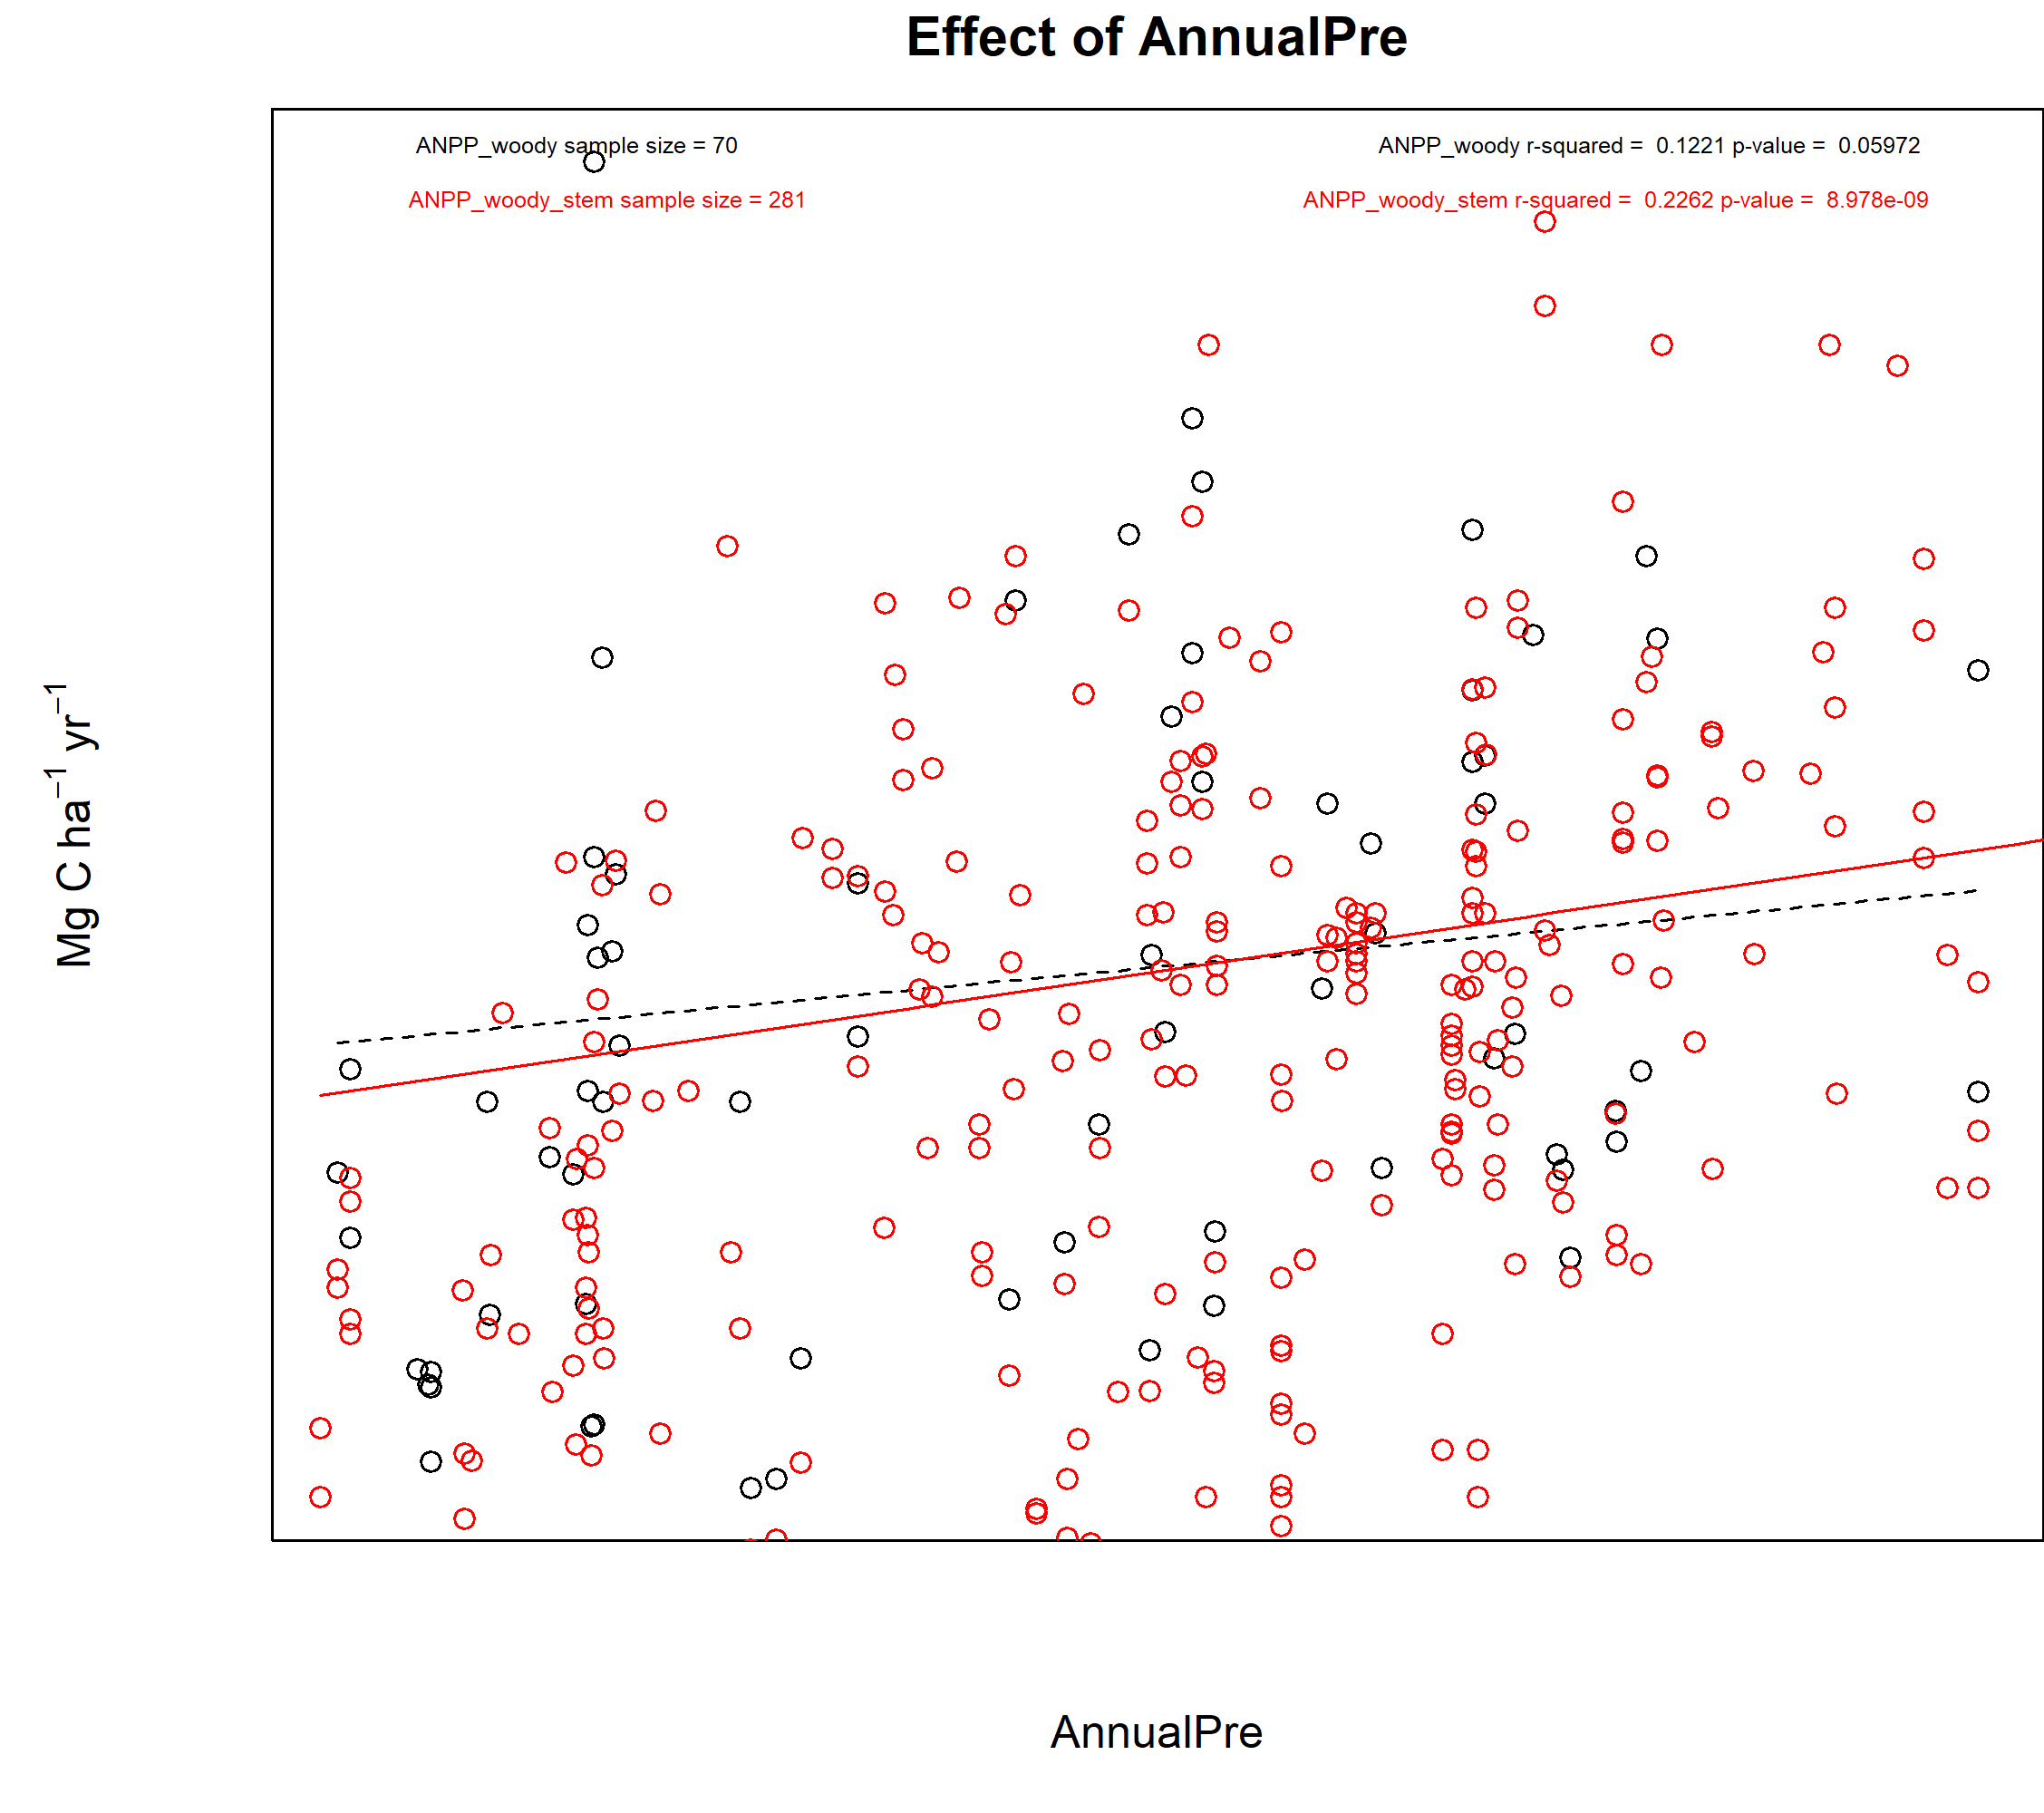 Effect of AnnualPre
ANPP_woody sample size = 70
ANPP_woody r-squared =  0.1221 p-value =  0.05972
ANPP_woody_stem sample size = 281
ANPP_woody_stem r-squared =  0.2262 p-value =  8.978e-09
Mg C ha⁻¹ yr⁻¹
AnnualPre